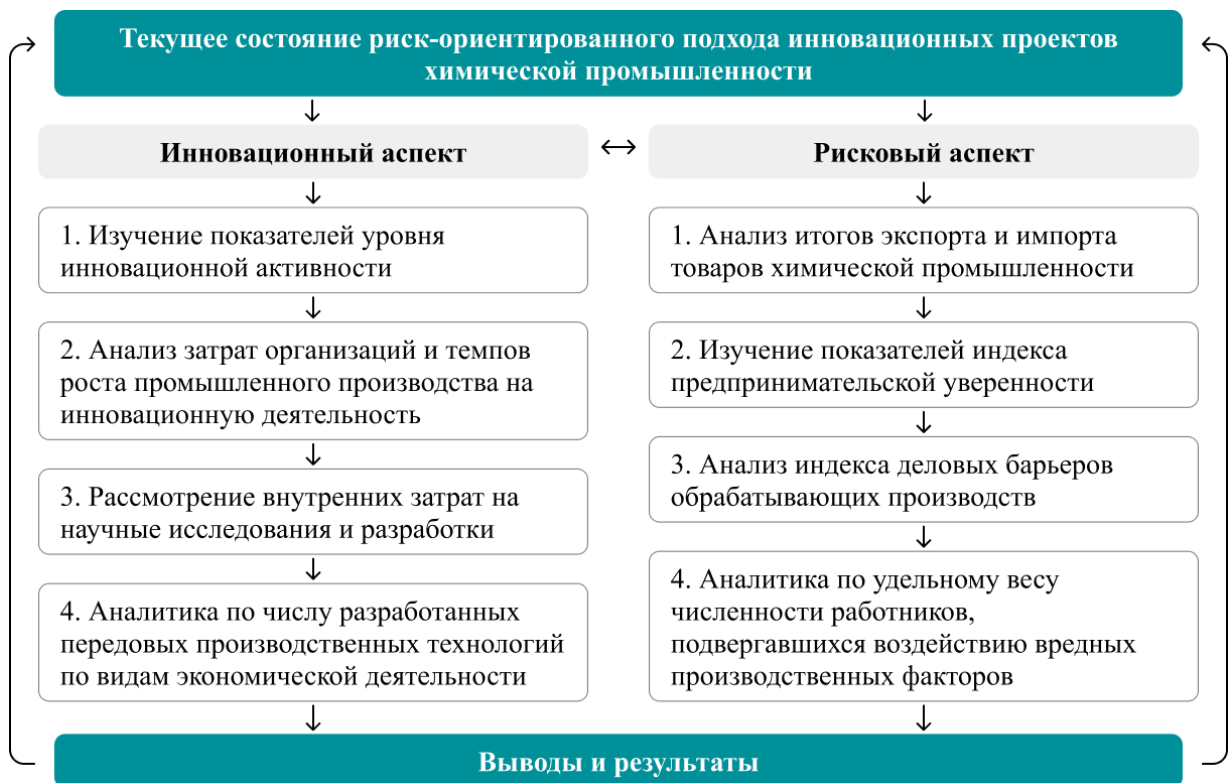 Текущее состояние риск-ориентированного подхода инновационных проектов
химической промышленности
Инновационный аспект
1. Изучение показателей уровня
инновационной активности
2. Анализ затрат организаций и темпов
роста промышленного производства на
инновационную деятельность
3. Рассмотрение внутренних затрат на
научные исследования и разработки
4. Аналитика по числу разработанных
передовых производственных технологий
по видам экономической деятельности
Рисковый аспект
1. Анализ итогов экспорта и импорта
товаров химической промышленности
2. Изучение показателей индекса
предпринимательской уверенности
3. Анализ индекса деловых барьеров
обрабатывающих производств
4. Аналитика по удельному весу
численности работников,
подвергавшихся воздействию вредных
производственных факторов
Выводы и результаты